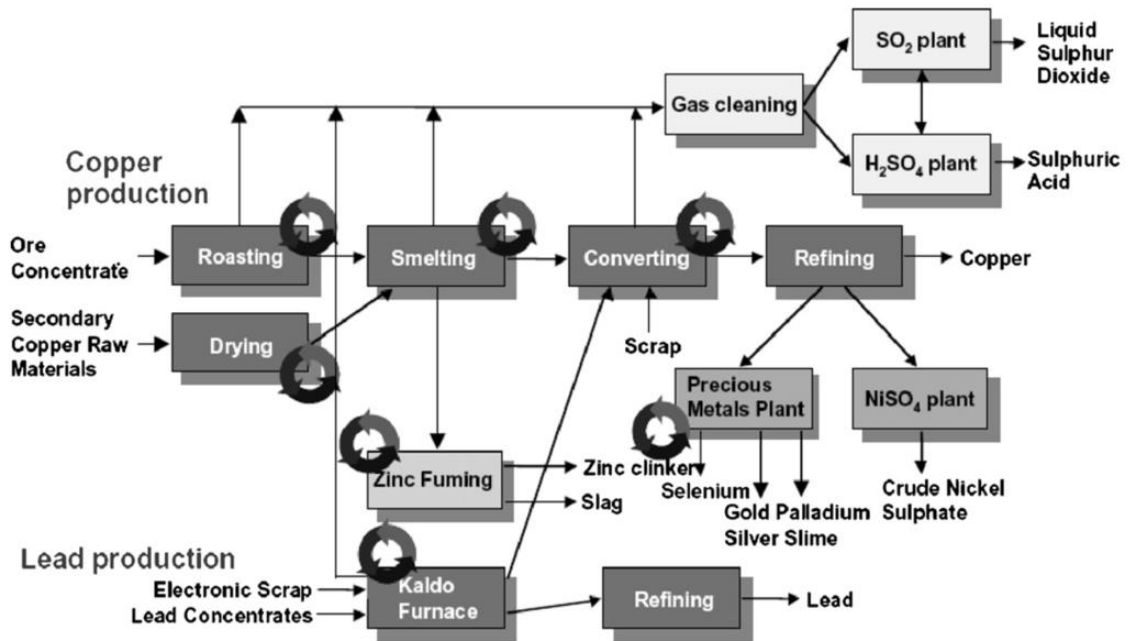 SO₂ plant
Liquid
Sulphur
Dioxide
Gas cleaning
H₂SO₄ plant
Sulphuric
Acid
Copper
production
Ore
Concentrate
Roasting
Smelting
Converting
Refining
Copper
Secondary
Copper Raw
Materials
Drying
Scrap
Precious
Metals Plant
NiSO₄ plant
Zinc Fuming
Zinc clinker
Slag
Selenium
Gold Palladium
Silver Slime
Crude Nickel
Sulphate
Lead production
Electronic Scrap
Lead Concentrates
Kaldo
Furnace
Refining
Lead